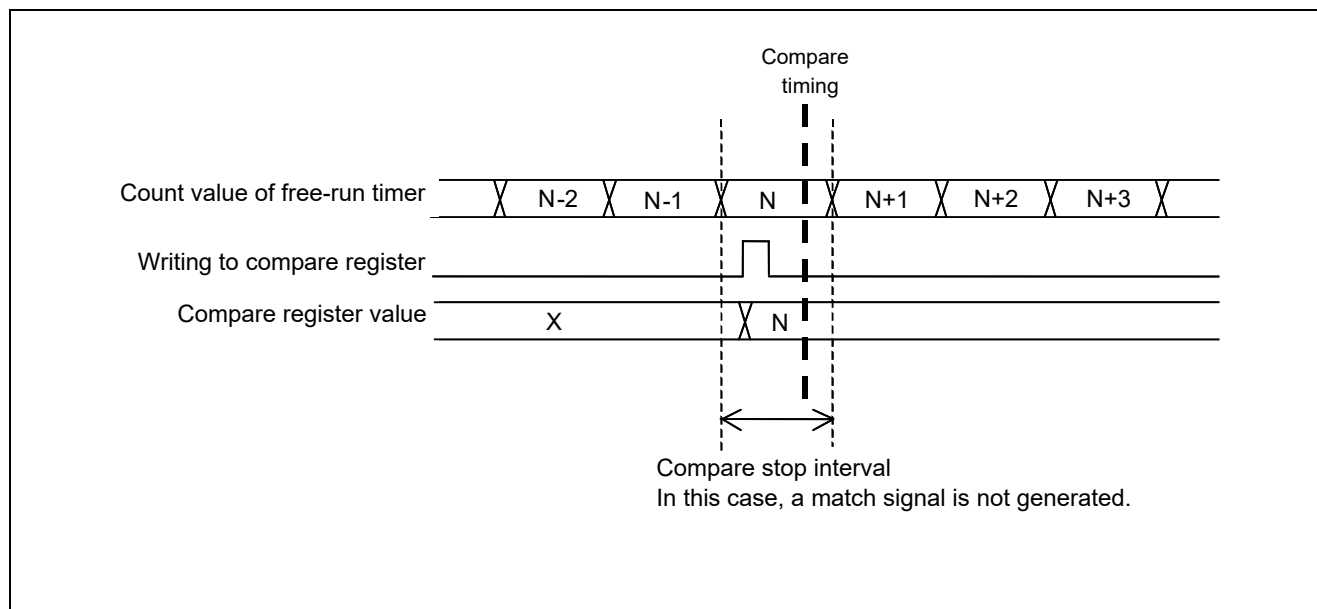 Compare
timing
Count value of free-run timer
N-2 N-1 N N+1 N+2 N+3
Writing to compare register
Compare register value
X N
Compare stop interval
In this case, a match signal is not generated.